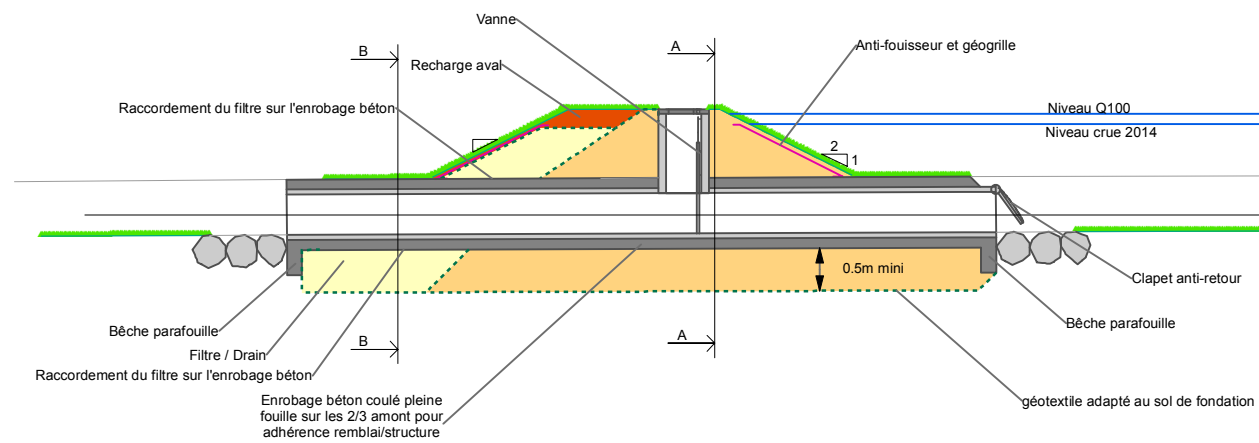 Vanne
B
A
Anti-fouisseur et géogrille
Recharge aval
Raccordement du filtre sur l'enrobage béton
Niveau Q100
Niveau crue 2014
2
1
0.5m mini
Clapet anti-retour
Bêche parafouille
Bêche parafouille
B
A
Filtre / Drain
Raccordement du filtre sur l'enrobage béton
Enrobage béton coulé pleine
fouille sur les 2/3 amont pour
adhérence remblai/structure
géotextile adapté au sol de fondation